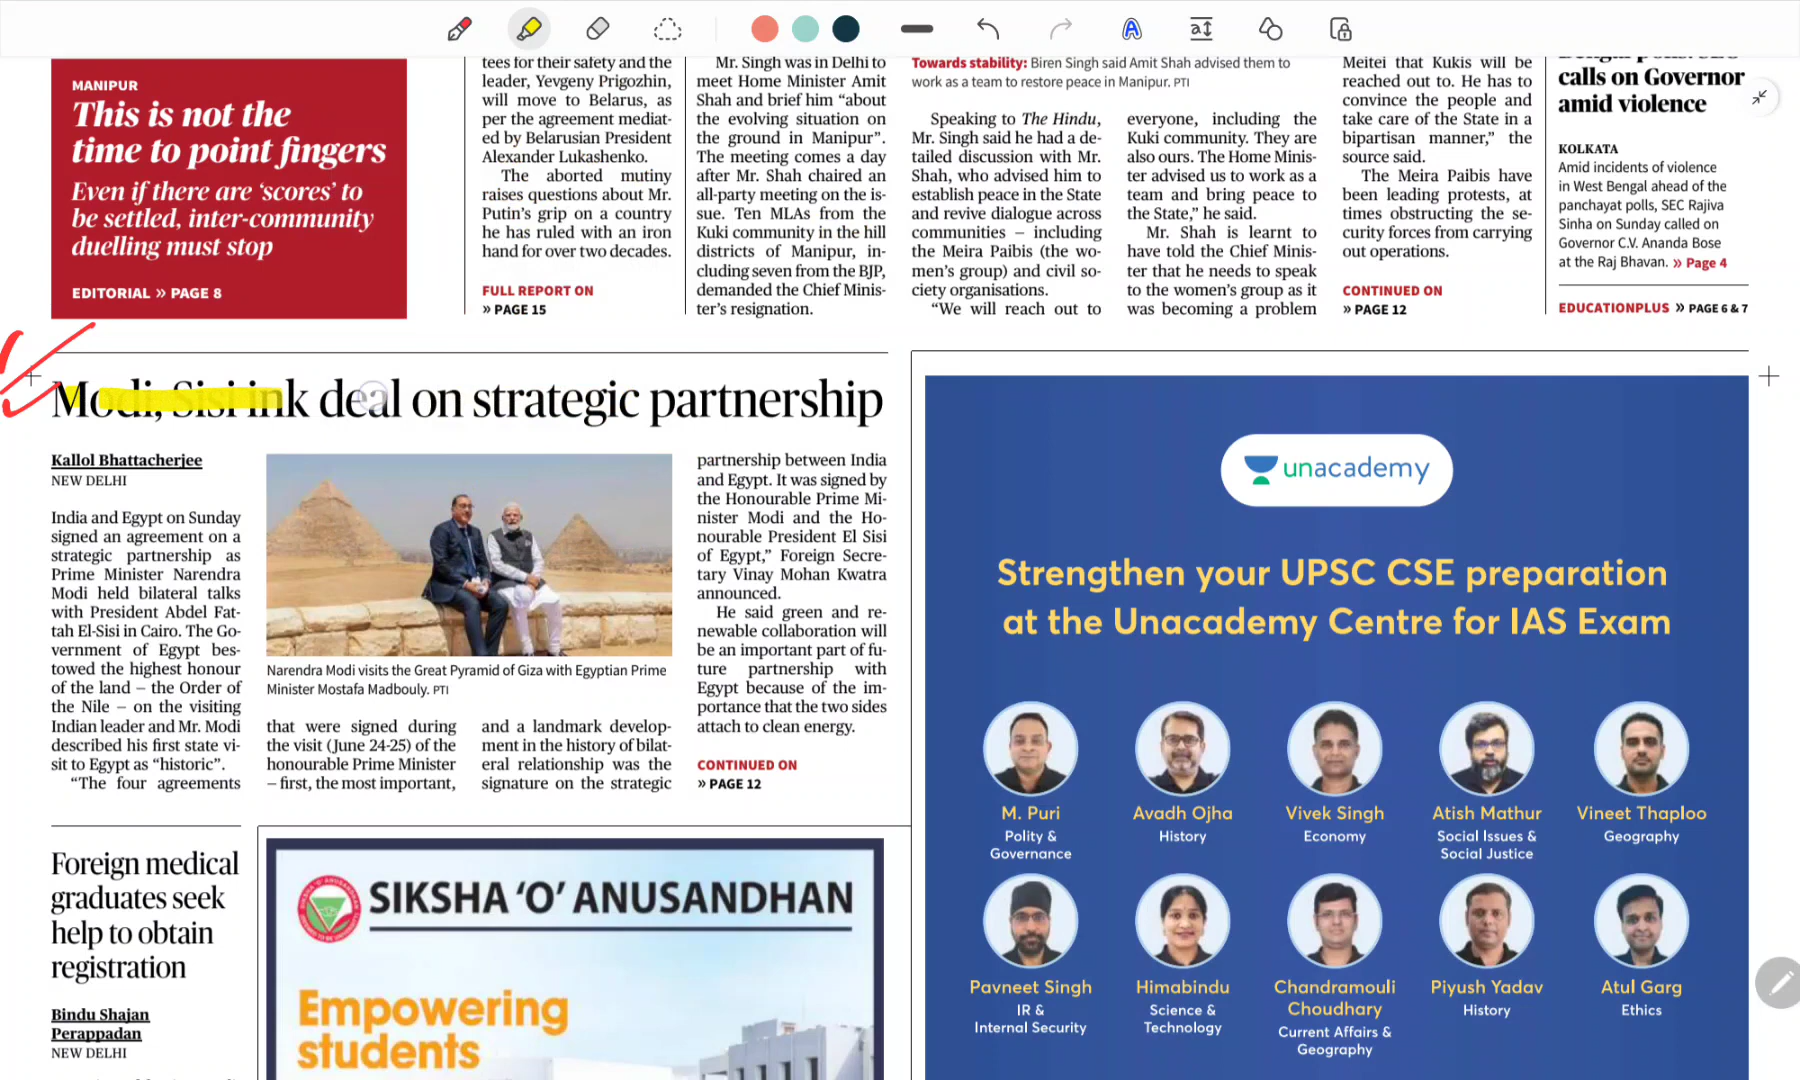 MANIPUR
This is not the
time to point fingers
Even if there are ‘scores’ to
be settled, inter-community
duelling must stop
EDITORIAL » PAGE 8
tees for their safety and the
leader, Yevgeny Prigozhin,
will move to Belarus, as
per the agreement mediat-
ed by Belarusian President
Alexander Lukashenko.
The aborted mutiny
raises questions about Mr.
Putin’s grip on a country
he has ruled with an iron
hand for over two decades.
FULL REPORT ON
» PAGE 15
Mr. Singh was in Delhi to
meet Home Minister Amit
Shah and brief him “about
the evolving situation on
the ground in Manipur”.
The meeting comes a day
after Mr. Shah chaired an
all-party meeting on the is-
sue. Ten MLAs from the
Kuki community in the hill
districts of Manipur, in-
cluding seven from the BJP,
demanded the Chief Minis-
ter’s resignation.
Towards stability: Biren Singh said Amit Shah advised them to
work as a team to restore peace in Manipur. PTI
Speaking to The Hindu,
Mr. Singh said he had a de-
tailed discussion with Mr.
Shah, who advised him to
establish peace in the State
and revive dialogue across
communities – including
the Meira Paibis (the wo-
men’s group) and civil so-
ciety organisations.
“We will reach out to
everyone, including the
Kuki community. They are
also ours. The Home Minis-
ter advised us to work as a
team and bring peace to
the State,” he said.
Mr. Shah is learnt to
have told the Chief Minis-
ter that he needs to speak
to the women’s group as it
was becoming a problem
Meitei that Kukis will be
reached out to. He has to
convince the people and
take care of the State in a
bipartisan manner,” the
source said.
The Meira Paibis have
been leading protests, at
times obstructing the se-
curity forces from carrying
out operations.
CONTINUED ON
» PAGE 12
calls on Governor
amid violence
KOLKATA
Amid incidents of violence
in West Bengal ahead of the
panchayat polls, SEC Rajiva
Sinha on Sunday called on
Governor C.V. Ananda Bose
at the Raj Bhavan. » Page 4
EDUCATIONPLUS » PAGE 6 & 7
Modi, Sisi ink deal on strategic partnership
Kallol Bhattacherjee
NEW DELHI
India and Egypt on Sunday
signed an agreement on a
strategic partnership as
Prime Minister Narendra
Modi held bilateral talks
with President Abdel Fat-
tah El-Sisi in Cairo. The Go-
vernment of Egypt bes-
towed the highest honour
of the land – the Order of
the Nile – on the visiting
Indian leader and Mr. Modi
described his first state vi-
sit to Egypt as “historic”.
“The four agreements
Narendra Modi visits the Great Pyramid of Giza with Egyptian Prime
Minister Mostafa Madbouly. PTI
that were signed during
the visit (June 24-25) of the
honourable Prime Minister
– first, the most important,
and a landmark develop-
ment in the history of bilat-
eral relationship was the
signature on the strategic
partnership between India
and Egypt. It was signed by
the Honourable Prime Mi-
nister Modi and the Ho-
nourable President El Sisi
of Egypt,” Foreign Secre-
tary Vinay Mohan Kwatra
announced.
He said green and re-
newable collaboration will
be an important part of fu-
ture partnership with
Egypt because of the im-
portance that the two sides
attach to clean energy.
CONTINUED ON
» PAGE 12
Foreign medical
graduates seek
help to obtain
registration
Bindu Shajan
Perappadan
NEW DELHI
SIKSHA ‘O’ ANUSANDHAN
Empowering
students
unacademy
Strengthen your UPSC CSE preparation
at the Unacademy Centre for IAS Exam
M. Puri
Polity &
Governance
Avadh Ojha
History
Vivek Singh
Economy
Atish Mathur
Social Issues &
Social Justice
Vineet Thaploo
Geography
Pavneet Singh
IR &
Internal Security
Himabindu
Science &
Technology
Chandramouli
Choudhary
Current Affairs &
Geography
Piyush Yadav
History
Atul Garg
Ethics